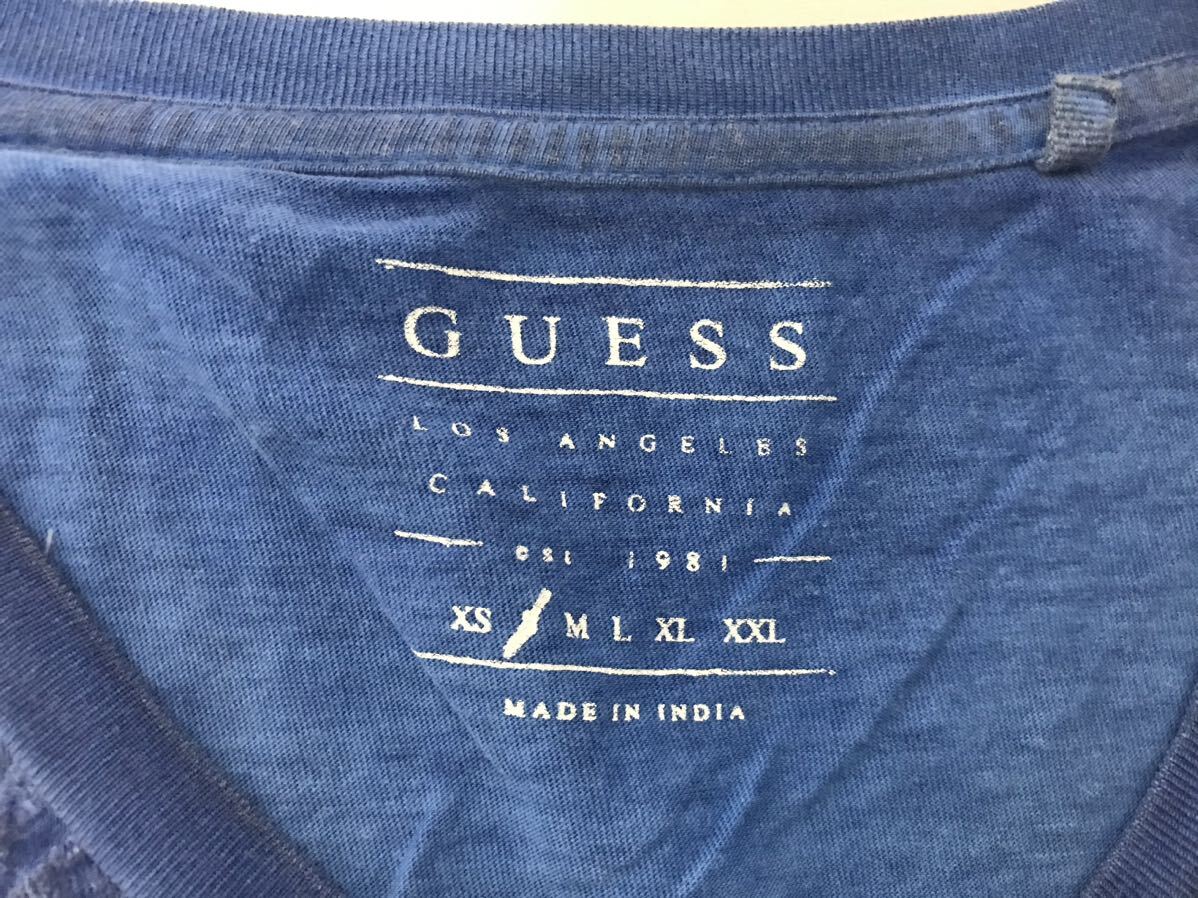 GUESS
LOS ANGELES
CALIFORNIA
est 1981
XS M L XL XXL
MADE IN INDIA